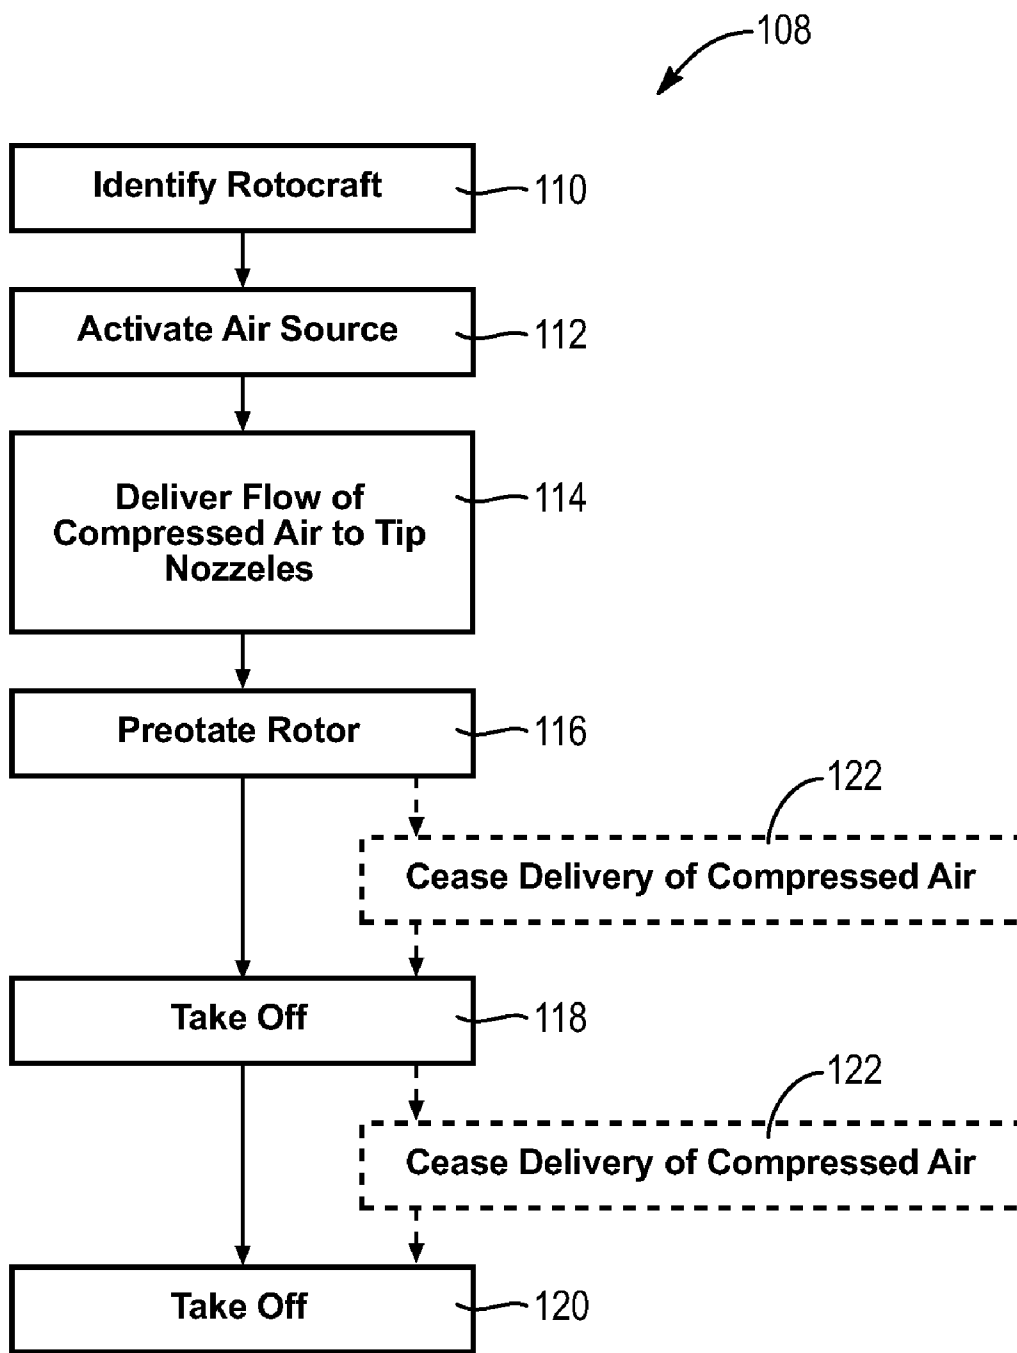 108
Identify Rotocraft
110
Activate Air Source
112
Deliver Flow of
Compressed Air to Tip
Nozzeles
114
Preotate Rotor
116
122
Cease Delivery of Compressed Air
Take Off
118
122
Cease Delivery of Compressed Air
Take Off
120